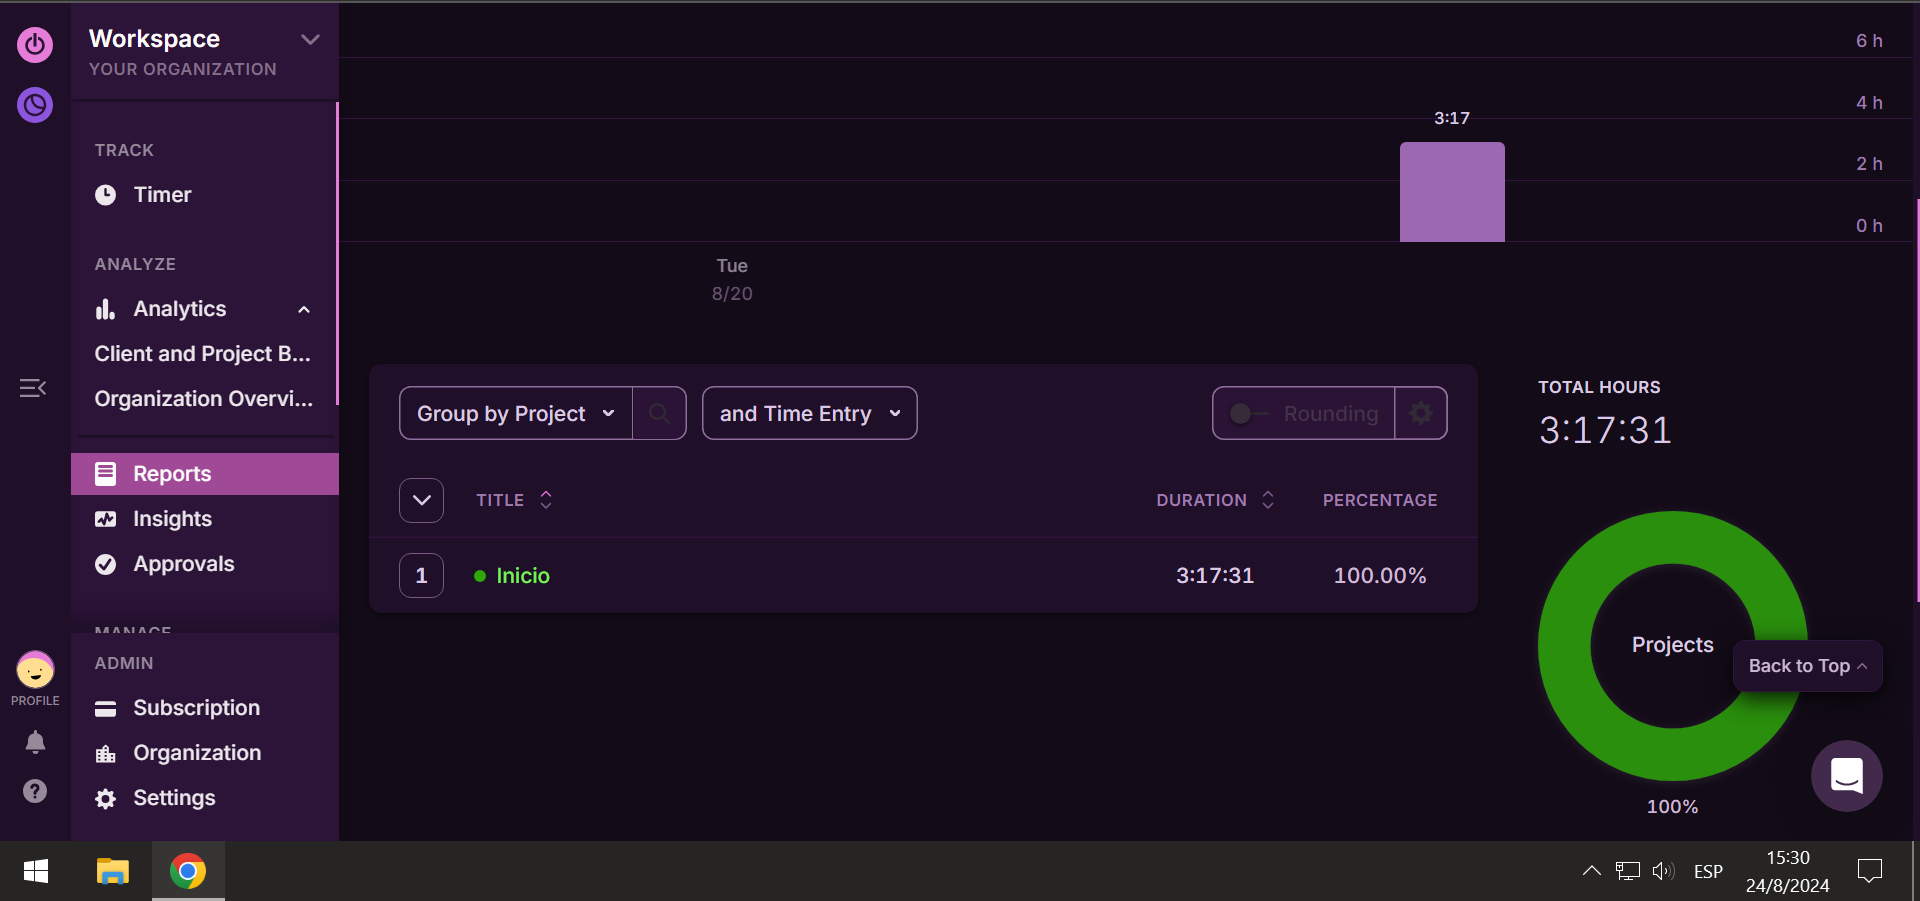 Workspace
YOUR ORGANIZATION
TRACK
Timer
ANALYZE
Analytics
Client and Project B...
Organization Overvi...
Reports
Insights
Approvals
MANAGE
ADMIN
Subscription
Organization
Settings
PROFILE
6 h
4 h
3:17
2 h
0 h
Tue
8/20
Group by Project
and Time Entry
Rounding
TITLE
DURATION
PERCENTAGE
1
Inicio
3:17:31
100.00%
TOTAL HOURS
3:17:31
Projects
Back to Top
100%
ESP
15:30
24/8/2024